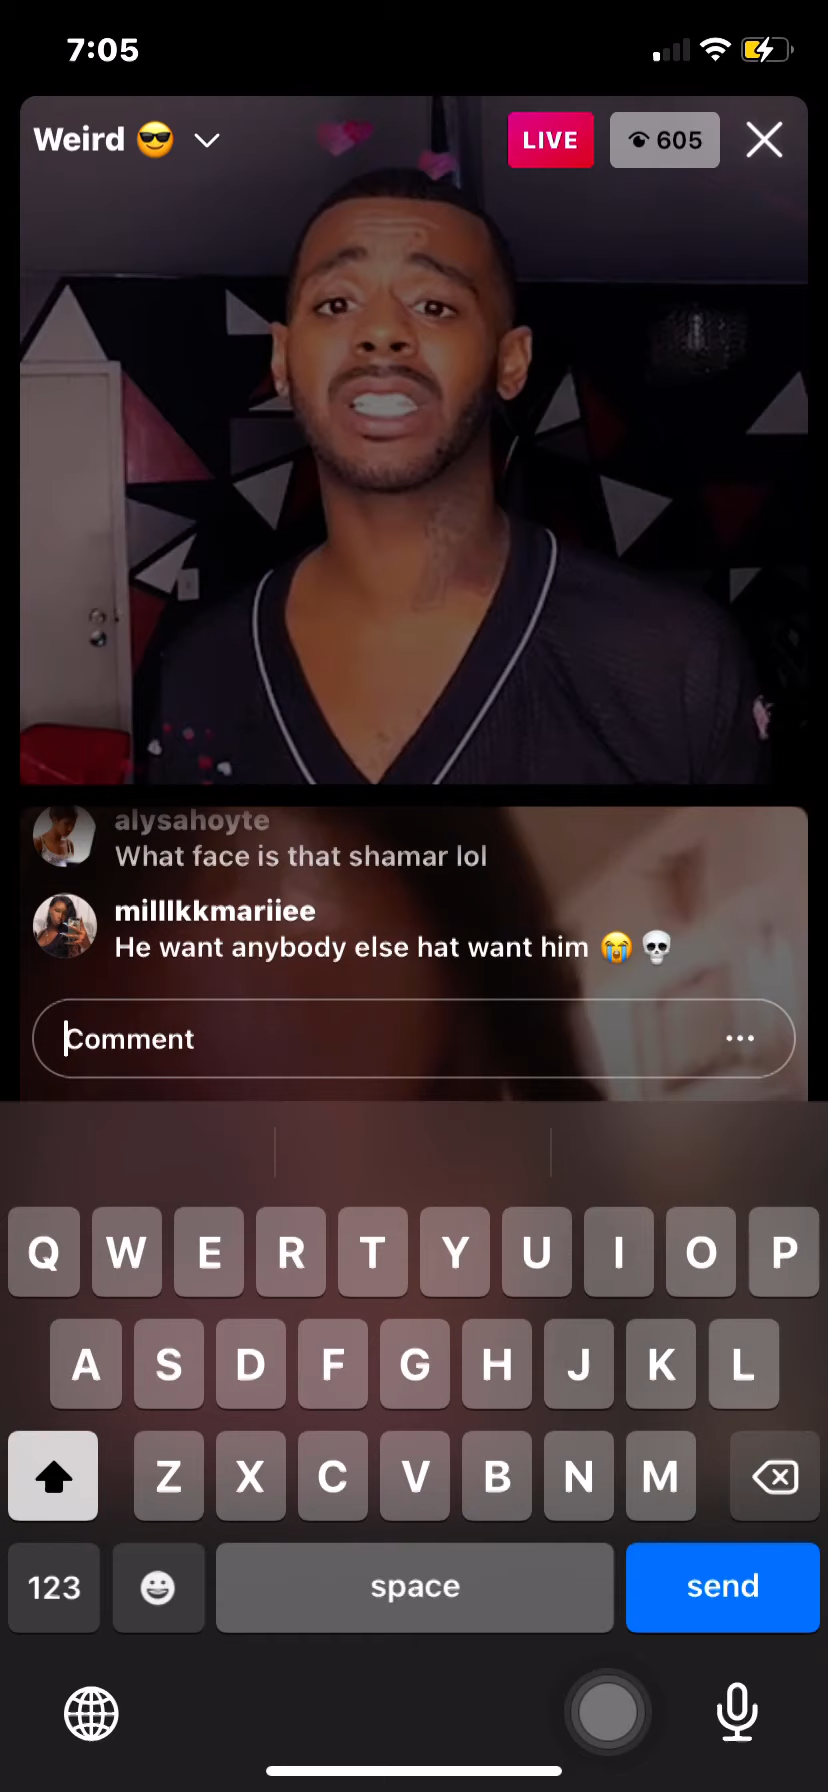 7:05
Weird 😎
LIVE
605
alysahoyte
What face is that shamar lol
milllkkmariiee
He want anybody else hat want him 😭💀
Comment
Q W E R T Y U I O P
A S D F G H J K L
Z X C V B N M
123
space
send